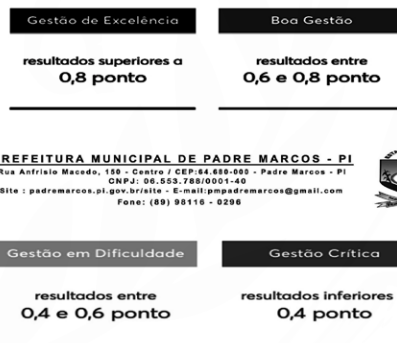 Gestão de Excelência
Boa Gestão
resultados superiores a
0,8 ponto
resultados entre
0,6 e 0,8 ponto
REFEITURA MUNICIPAL DE PADRE MARCOS - PI
Rua Anfrisio Macedo, 150 - Centro / CEP:64.680-000 - Padre Marcos - PI
CNPJ: 06.553.788/0001-40
Site : padremarcos.pi.gov.br/site - E-mail:pmpadremarcos@gmail.com
Fone: (89) 98116 - 0296
Gestão em Dificuldade
Gestão Crítica
resultados entre
0,4 e 0,6 ponto
resultados inferiores
0,4 ponto